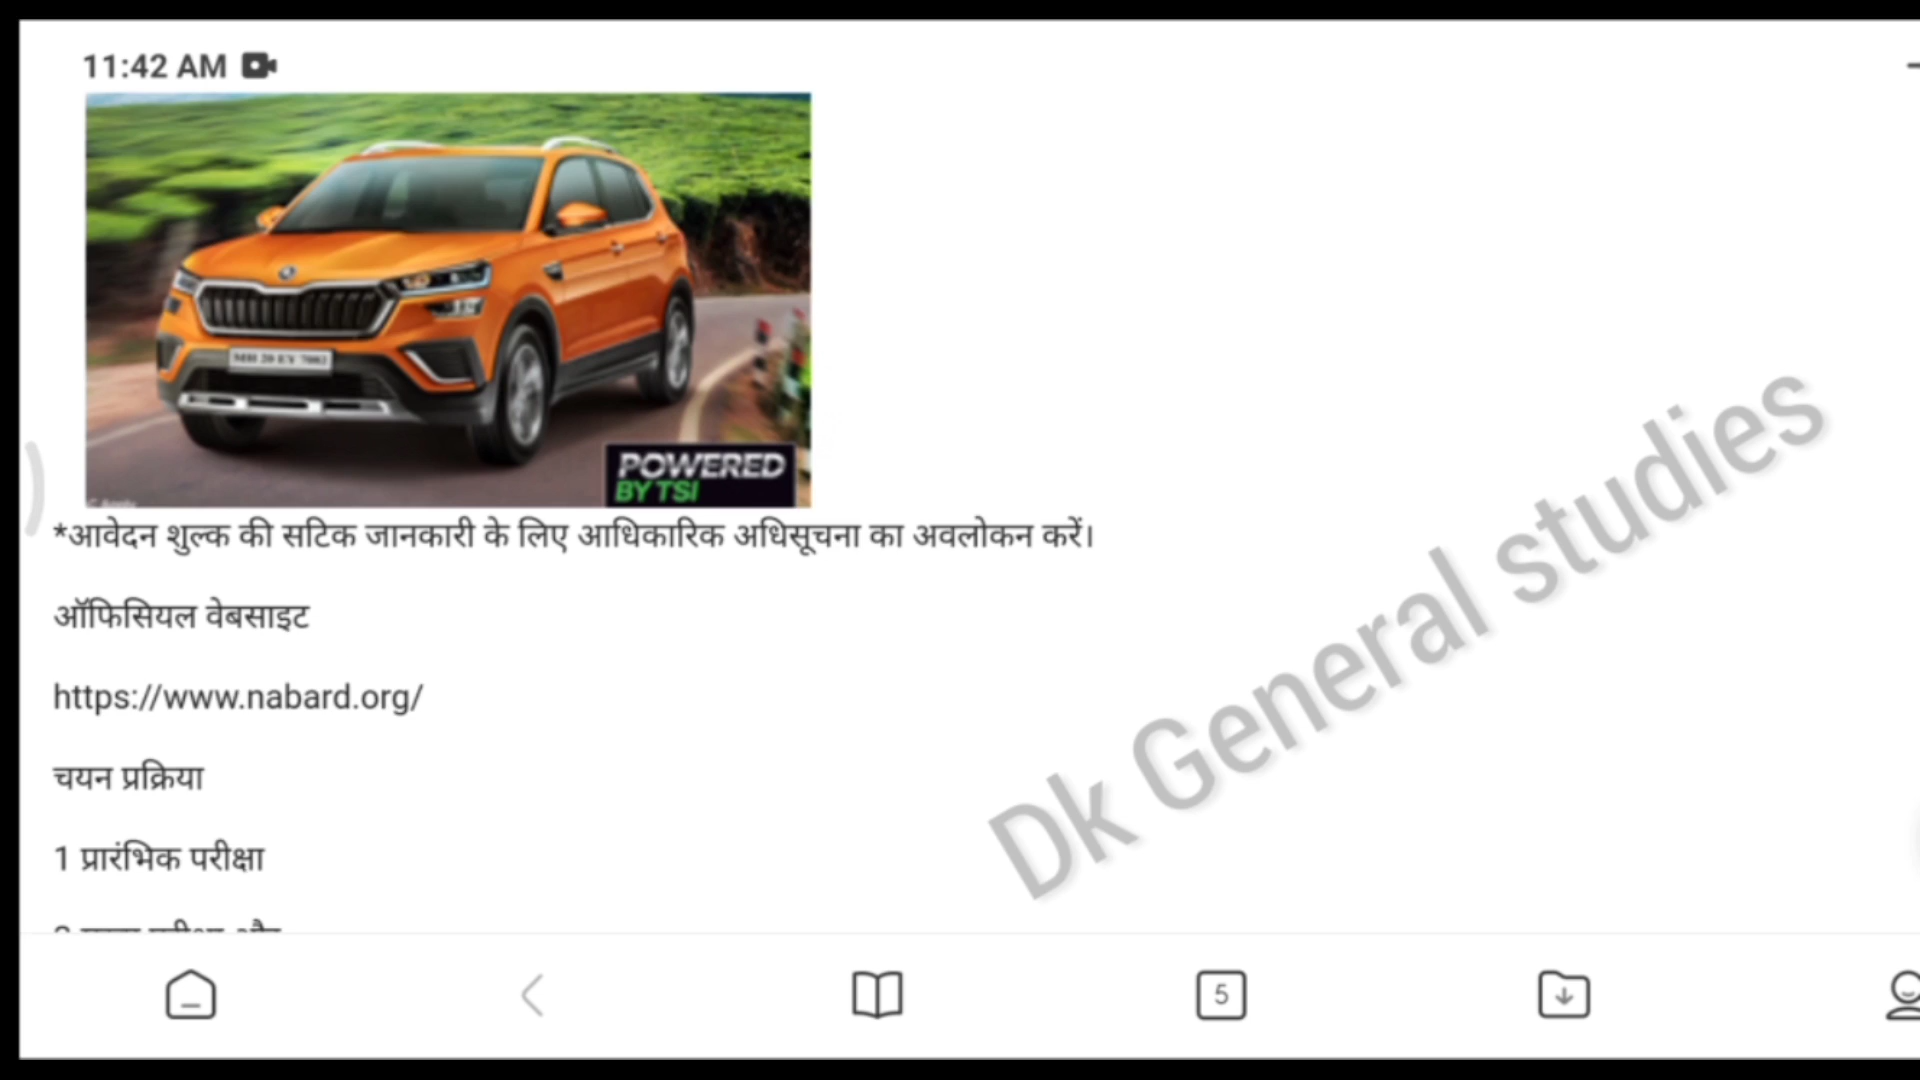 11:42 AM
POWERED
BY TSI
*आवेदन शुल्क की सटिक जानकारी के लिए आधिकारिक अधिसूचना का अवलोकन करें।
ऑफिसियल वेबसाइट
https://www.nabard.org/
चयन प्रक्रिया
1 प्रारंभिक परीक्षा
Dk General studies
5